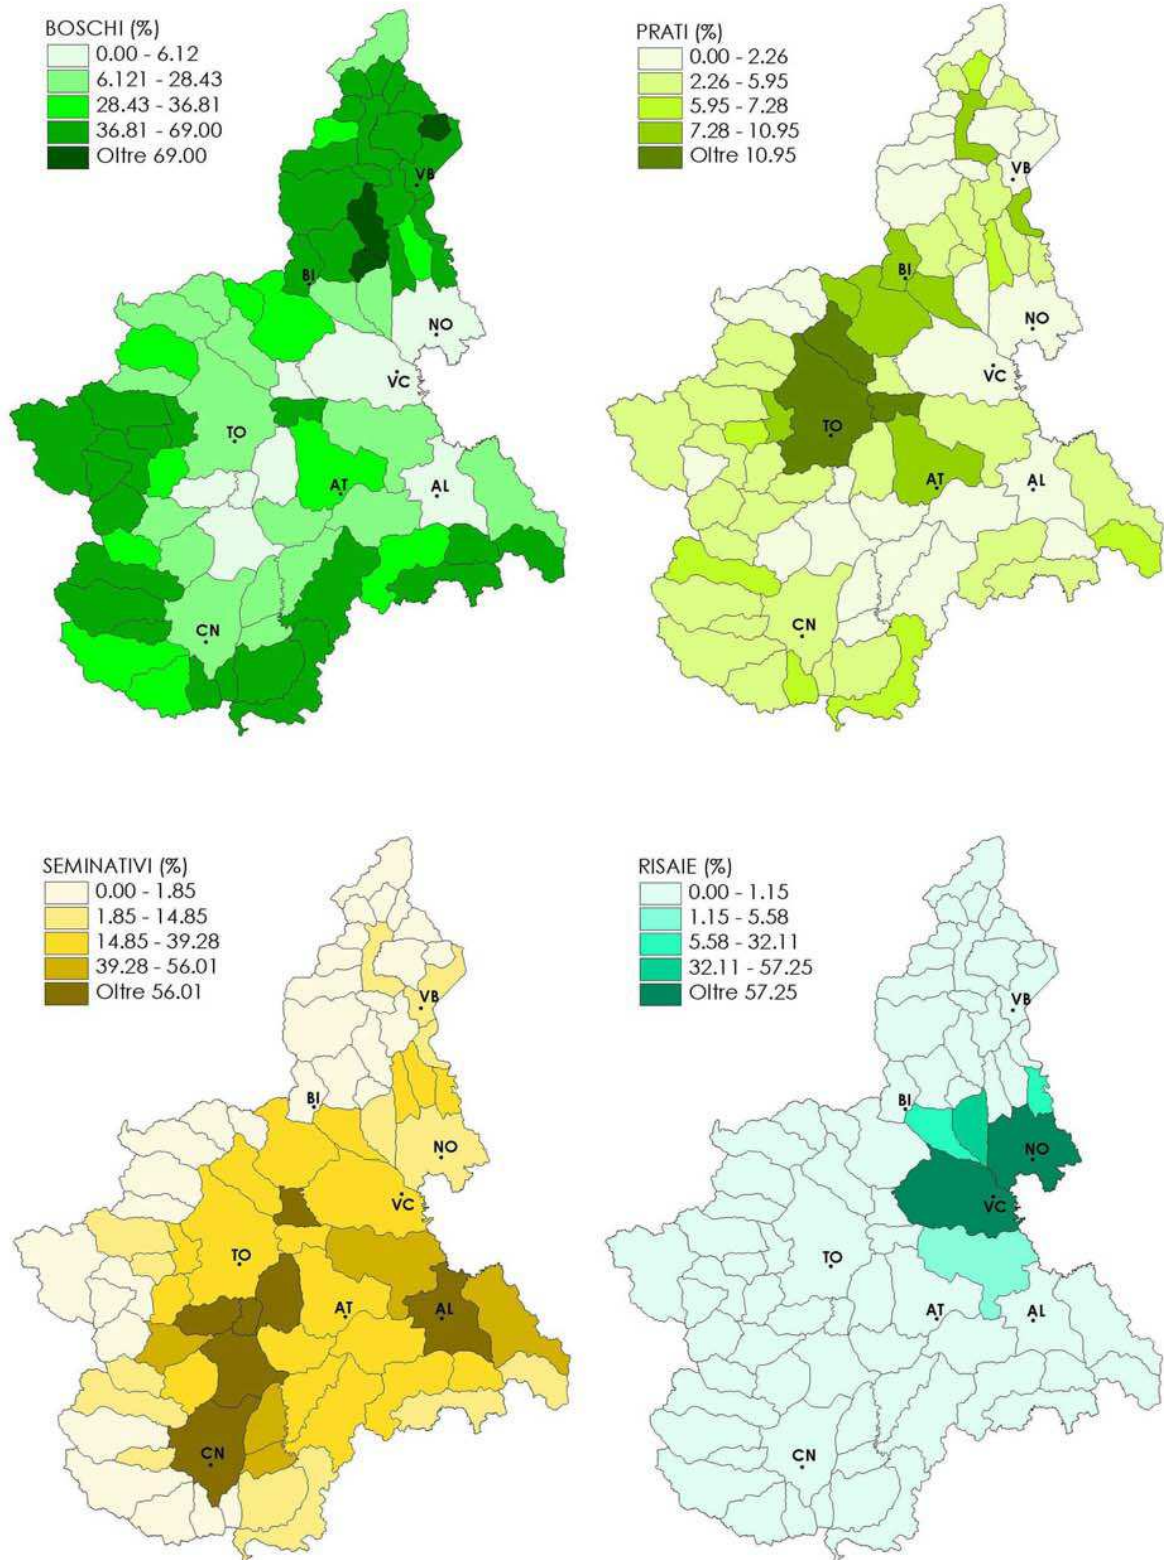 BOSCHI (%)
0.00 - 6.12
6.121 - 28.43
28.43 - 36.81
36.81 - 69.00
Oltre 69.00
VB
BI
NO
VC
TO
AT
AL
CN
PRATI (%)
0.00 - 2.26
2.26 - 5.95
5.95 - 7.28
7.28 - 10.95
Oltre 10.95
VB
BI
NO
VC
TO
AT
AL
CN
SEMINATIVI (%)
0.00 - 1.85
1.85 - 14.85
14.85 - 39.28
39.28 - 56.01
Oltre 56.01
VB
BI
NO
VC
TO
AT
AL
CN
RISAIE (%)
0.00 - 1.15
1.15 - 5.58
5.58 - 32.11
32.11 - 57.25
Oltre 57.25
VB
BI
NO
VC
TO
AT
AL
CN